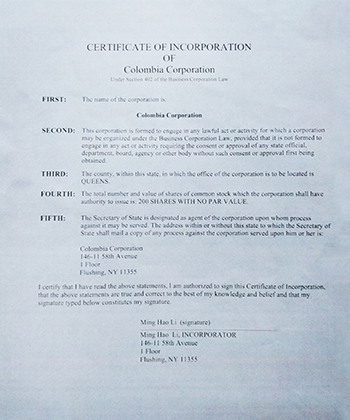 CERTIFICATE OF INCORPORATION
OF
Colombia Corporation
Under Section 402 of the Business Corporation Law
FIRST: The name of the corporation is:
Colombia Corporation
SECOND: This corporation is formed to engage in any lawful act or activity for which a corporation
may be organized under the Business Corporation Law, provided that it is not formed to
engage in any act or activity requiring the consent or approval of any state official,
department, board, agency or other body without such consent or approval first being
obtained.
THIRD: The county, within this state, in which the office of the corporation is to be located is
QUEENS.
FOURTH: The total number and value of shares of common stock which the corporation shall have
authority to issue is: 200 SHARES WITH NO PAR VALUE.
FIFTH: The Secretary of State is designated as agent of the corporation upon whom process
against it may be served. The address within or without this state to which the Secretary of
State shall mail a copy of any process against the corporation served upon him or her is:
Colombia Corporation
146-11 58th Avenue
1 Floor
Flushing, NY 11355
I certify that I have read the above statements, I am authorized to sign this Certificate of Incorporation,
that the above statements are true and correct to the best of my knowledge and belief and that my
signature typed below constitutes my signature.
Ming Hao Li (signature)
Ming Hao Li, INCORPORATOR
146-11 58th Avenue
1 Floor
Flushing, NY 11355